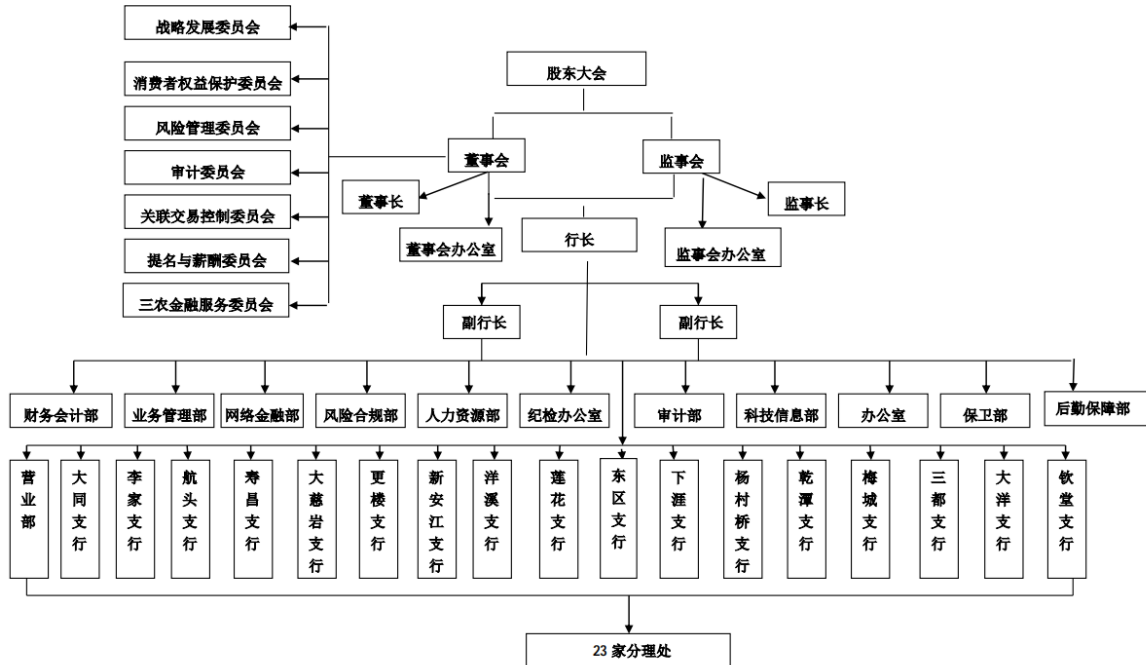 战略发展委员会
股东大会
消费者权益保护委员会
风险管理委员会
董事会
监事会
审计委员会
董事长
监事长
关联交易控制委员会
行长
董事会办公室
监事会办公室
提名与薪酬委员会
三农金融服务委员会
副行长
副行长
财务会计部
业务管理部
网络金融部
风险合规部
人力资源部
纪检办公室
审计部
科技信息部
办公室
保卫部
后勤保障部
营业部
大同支行
李家支行
航头支行
寿昌支行
大慈岩支行
更楼支行
新安江支行
洋溪支行
莲花支行
东区支行
下涯支行
杨村桥支行
乾潭支行
梅城支行
三都支行
大洋支行
钦堂支行
23 家分理处